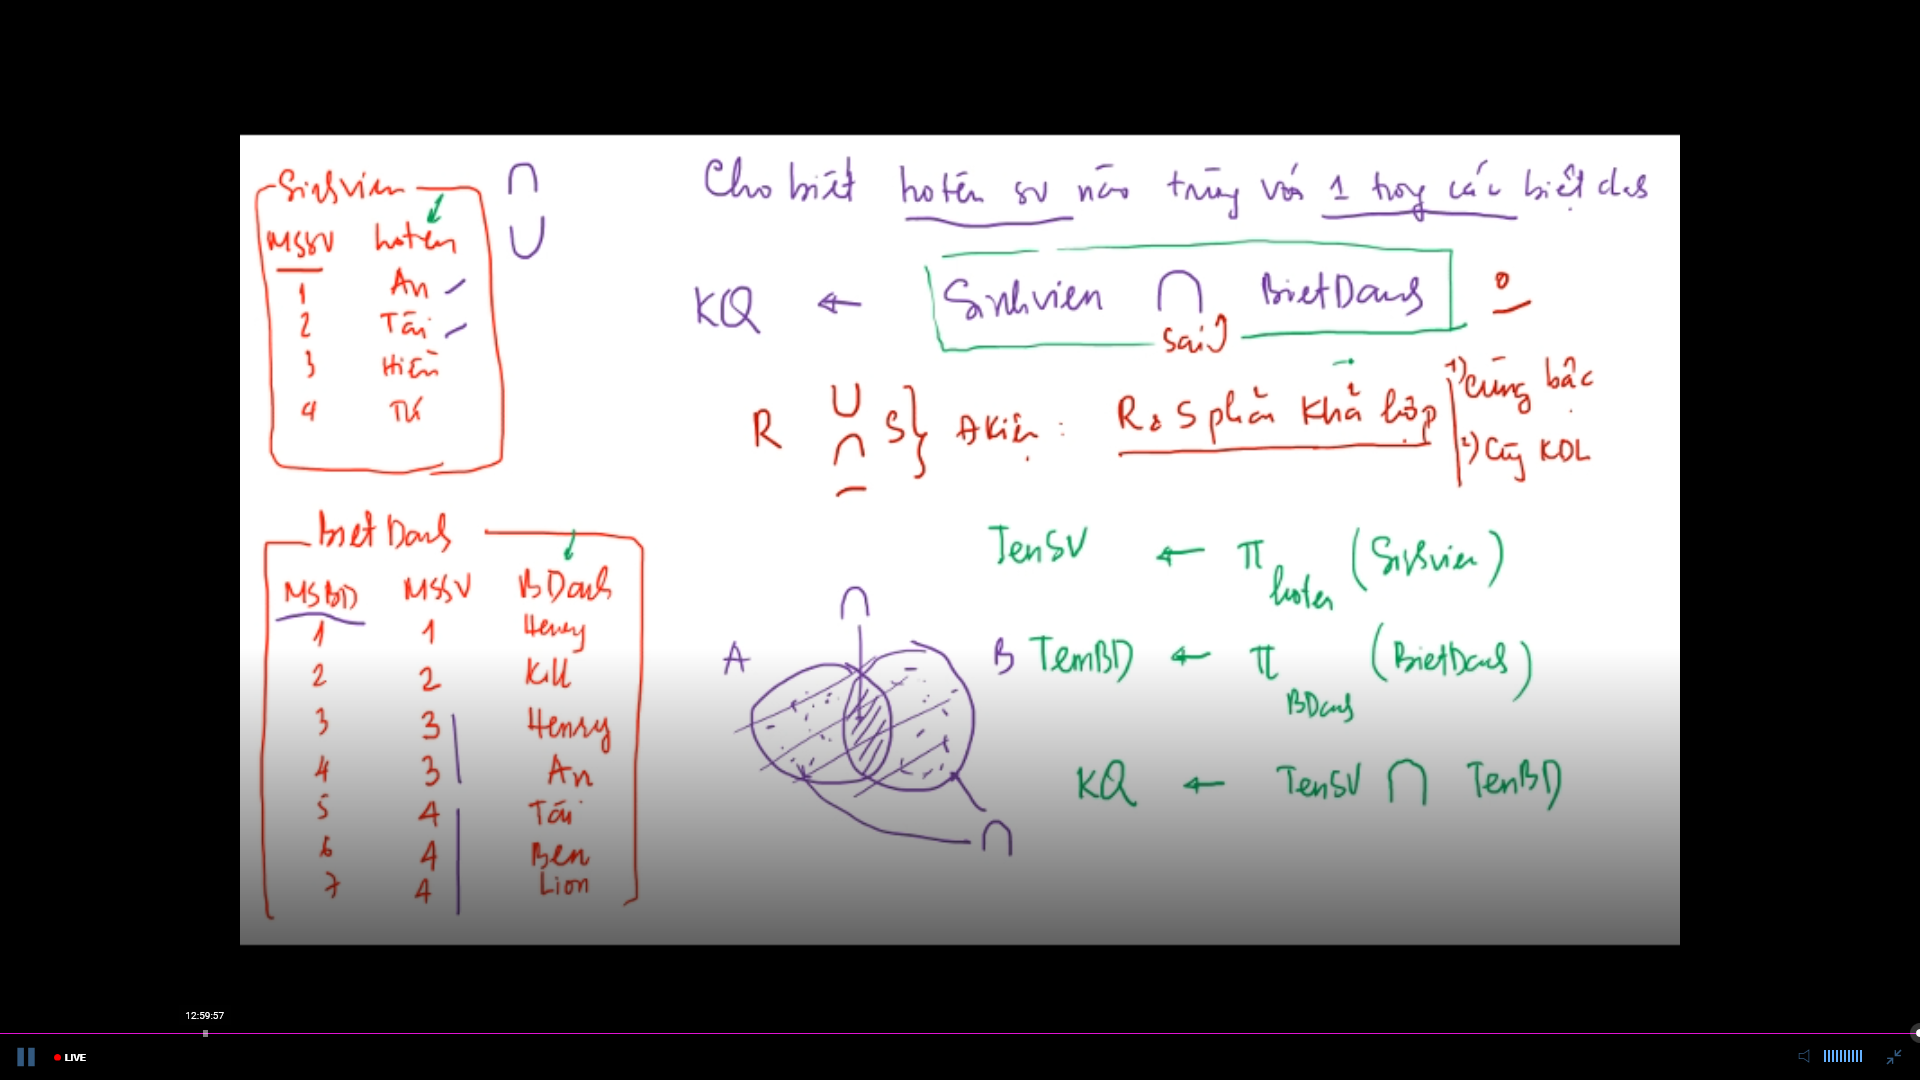 Sinhvien
MSSV hoten
1 An
2 Tài
3 Hiền
4 Tú
∩
∪
Cho biết hotên sv nào trùng với 1 trong các biệt danh
KQ ← Sinhvien ∩ BietDanh
Sai
R ∪ ∩ − S } Đkiện : R & S phải Khả hợp
1) Cùng bậc
2) Cùng KDL
BietDanh
MSBD MSSV BDanh
1 1 Henry
2 2 Kill
3 3 Henry
4 3 An
5 4 Tài
6 4 Ben
7 4 Lion
TenSV ← π hoten (Sinhvien)
TenBD ← π BDanh (BietDanh)
KQ ← TenSV ∩ TenBD
∩
A B
∩
12:59:57
LIVE